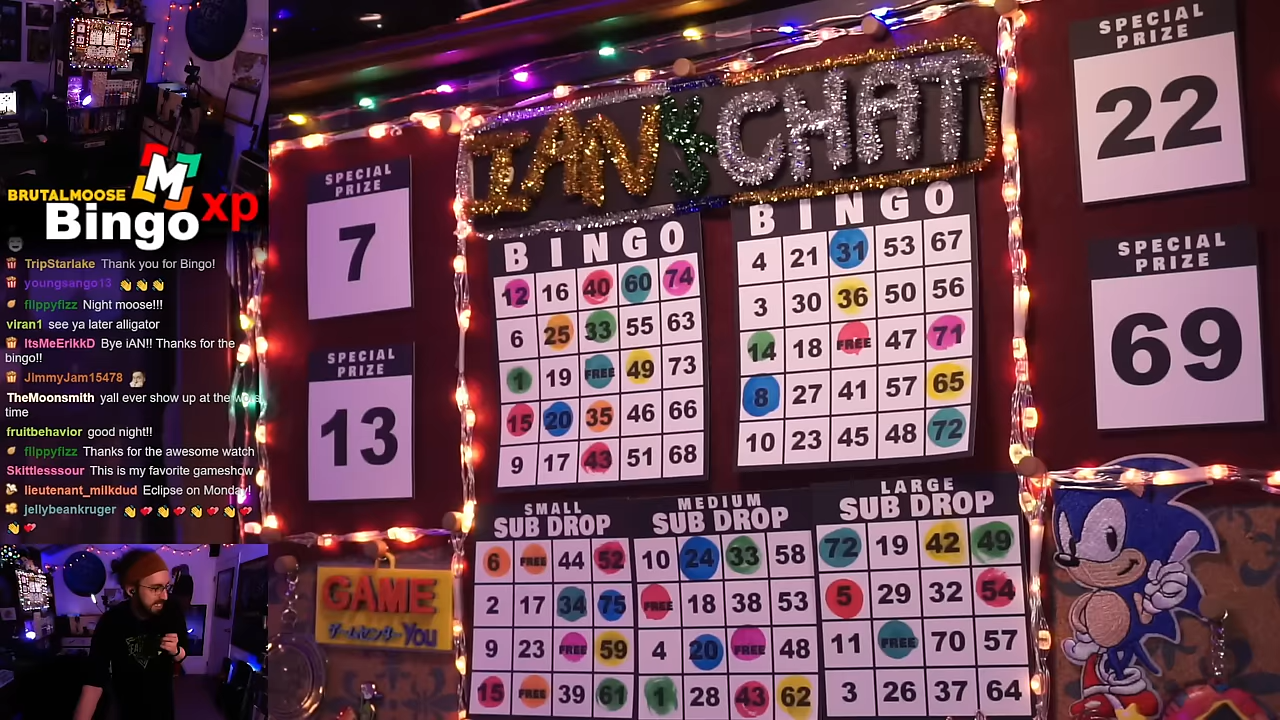 BRUTALMOOSE
M
Bingo xp
TripStarlake Thank you for Bingo!
youngsango13
flippyfizz Night moose!!!
viran1 see ya later alligator
ItsMeErikkD Bye iAN!! Thanks for the
bingo!!
JimmyJam15478
TheMoonsmith yall ever show up at the wors
time
fruitbehavior good night!!
flippyfizz Thanks for the awesome watch
Skittlesssour This is my favorite gameshow
lieutenant_milkdud Eclipse on Monday!
jellybeankruger
IAN & CHAT
SPECIAL
PRIZE
7
SPECIAL
PRIZE
13
SPECIAL
PRIZE
22
SPECIAL
PRIZE
69
B I N G O
12 16 40 60 74
6 25 33 55 63
1 19 FREE 49 73
15 20 35 46 66
9 17 43 51 68
B I N G O
4 21 31 53 67
3 30 36 50 56
14 18 FREE 47 71
8 27 41 57 65
10 23 45 48 72
SMALL
SUB DROP
6 FREE 44 52
2 17 34 75
9 23 FREE 59
15 FREE 39 61
MEDIUM
SUB DROP
10 24 33 58
FREE 18 38 53
4 20 FREE 48
1 28 43 62
LARGE
SUB DROP
72 19 42 49
5 29 32 54
11 FREE 70 57
3 26 37 64
GAME
ゲームセンター You